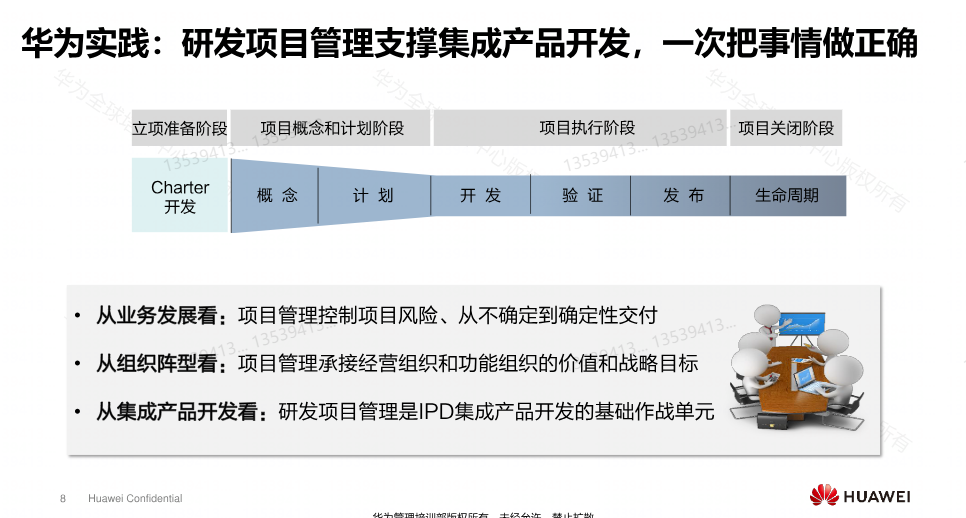 华为实践：研发项目管理支撑集成产品开发，一次把事情做正确
立项准备阶段
项目概念和计划阶段
项目执行阶段
项目关闭阶段
Charter
开发
概 念
计 划
开 发
验 证
发 布
生命周期
• 从业务发展看：项目管理控制项目风险、从不确定到确定性交付
• 从组织阵型看：项目管理承接经营组织和功能组织的价值和战略目标
• 从集成产品开发看：研发项目管理是IPD集成产品开发的基础作战单元
8 Huawei Confidential
HUAWEI
华为管理培训部版权所有，未经允许，禁止扩散
13539413... 13539413...
13539413... 13539413...
13539413... 13539413...